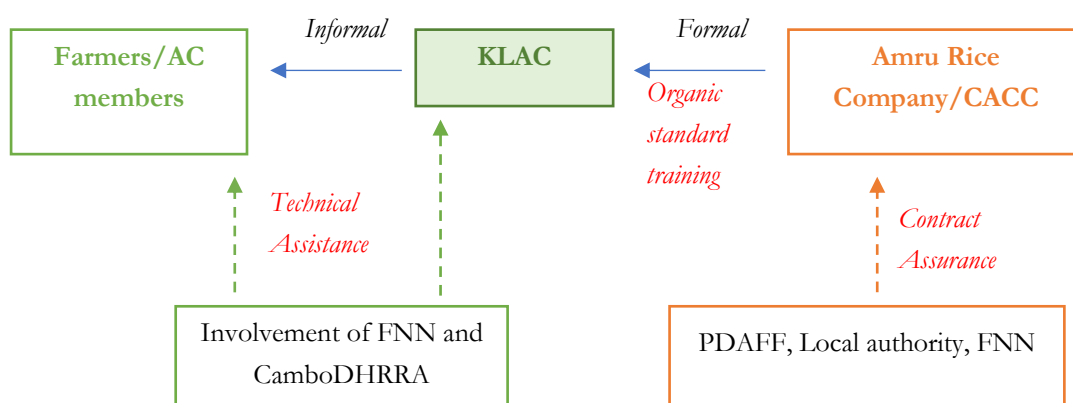 Informal
Formal
Farmers/AC
members
KLAC
Amru Rice
Company/CACC
Organic
standard
training
Technical
Assistance
Contract
Assurance
Involvement of FNN and
CamboDHRRA
PDAFF, Local authority, FNN